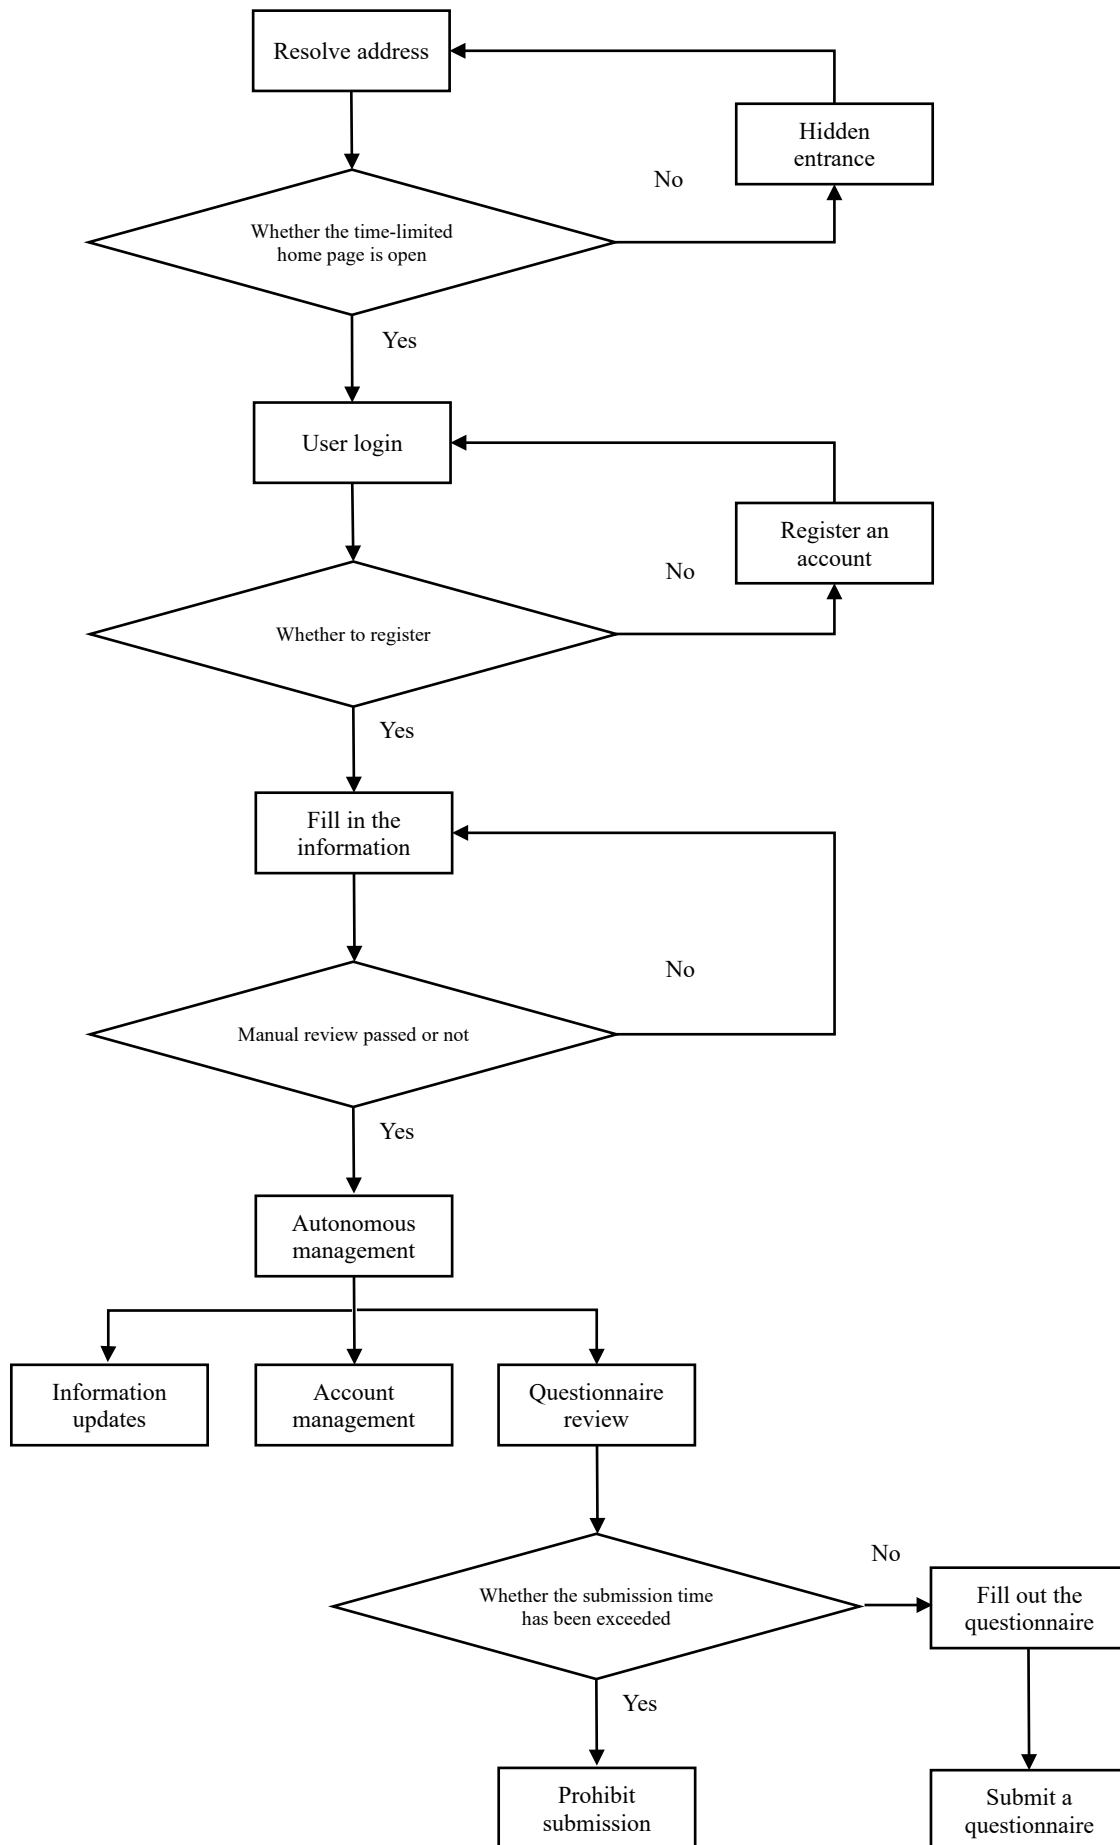 Resolve address
Hidden
entrance
No
Whether the time-limited
home page is open
Yes
User login
Register an
account
No
Whether to register
Yes
Fill in the
information
No
Manual review passed or not
Yes
Autonomous
management
Information
updates
Account
management
Questionnaire
review
No
Whether the submission time
has been exceeded
Fill out the
questionnaire
Yes
Prohibit
submission
Submit a
questionnaire